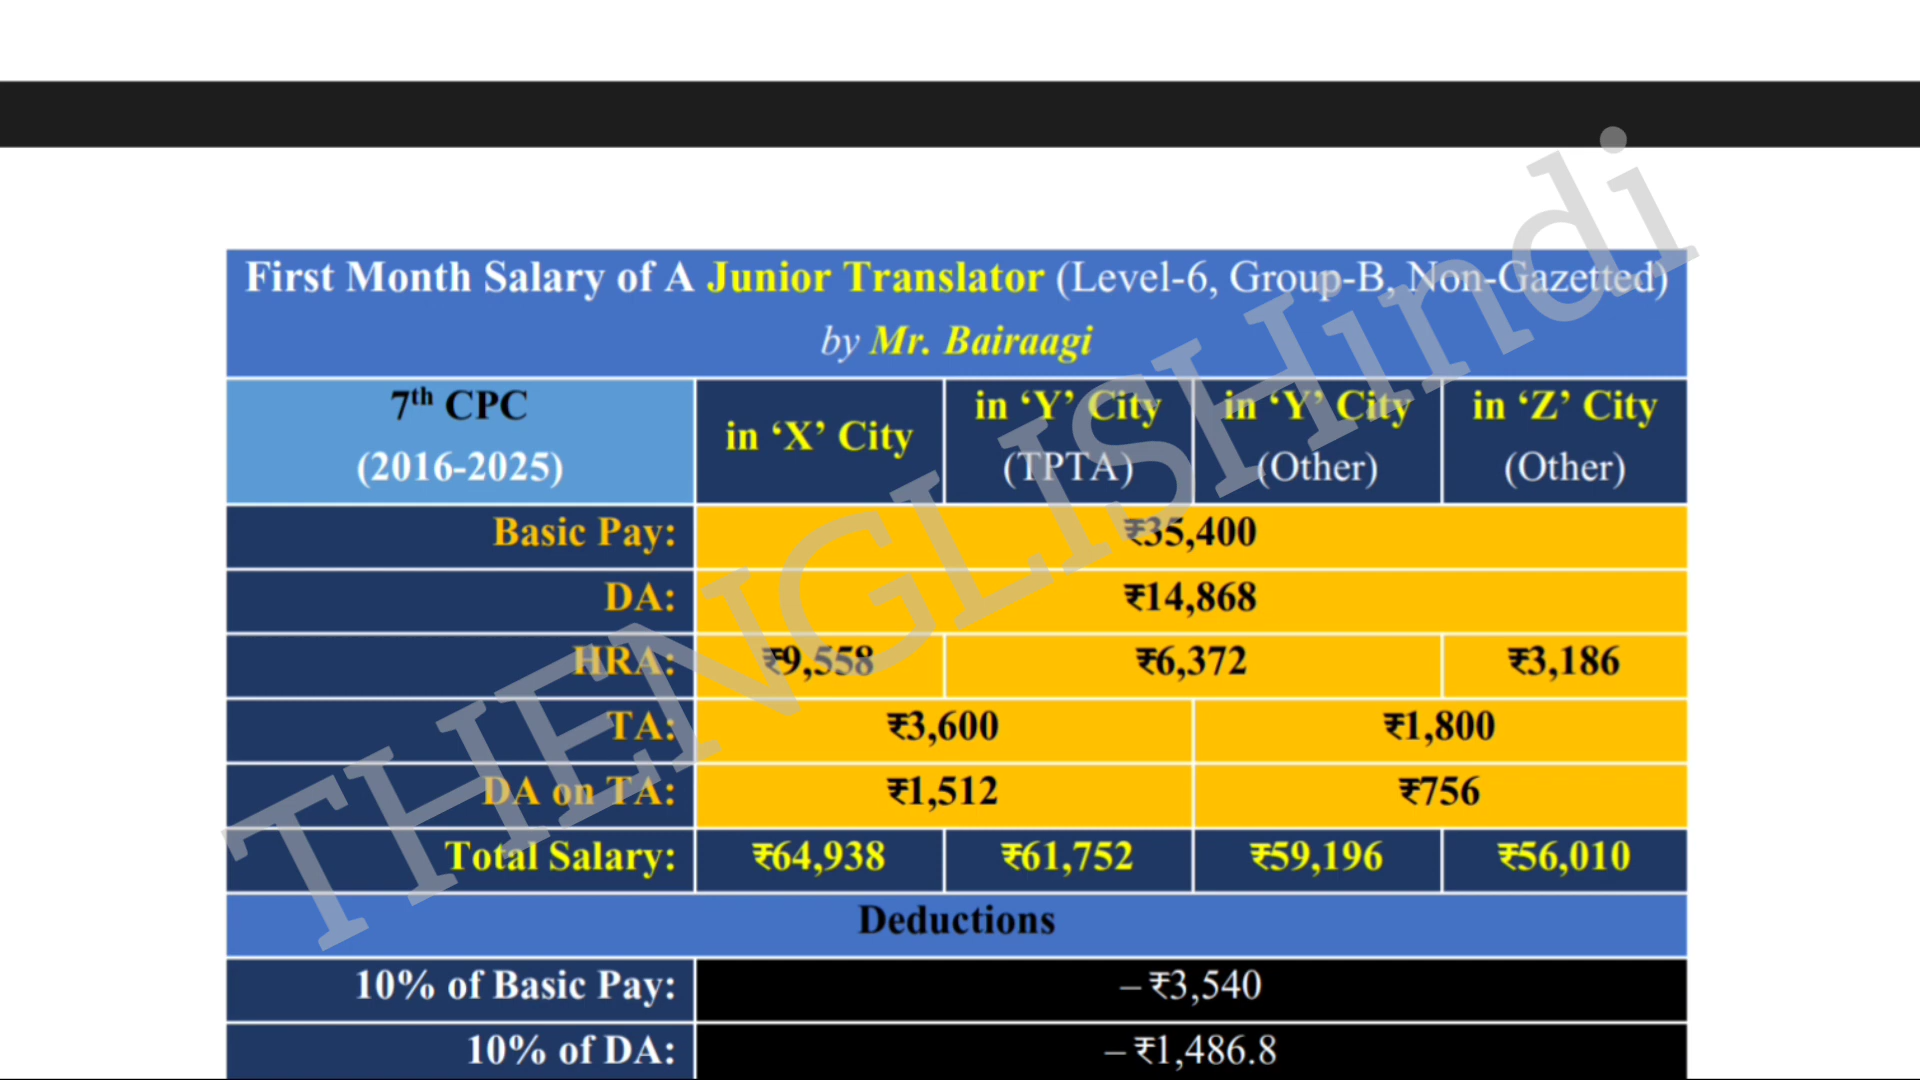 First Month Salary of A Junior Translator (Level-6, Group-B, Non-Gazetted)
by Mr. Bairaagi
7th CPC
(2016-2025)
in ‘X’ City
in ‘Y’ City
(TPTA)
in ‘Y’ City
(Other)
in ‘Z’ City
(Other)
Basic Pay: ₹35,400
DA: ₹14,868
HRA: ₹9,558 ₹6,372 ₹3,186
TA: ₹3,600 ₹1,800
DA on TA: ₹1,512 ₹756
Total Salary: ₹64,938 ₹61,752 ₹59,196 ₹56,010
Deductions
10% of Basic Pay: – ₹3,540
10% of DA: – ₹1,486.8
THENGLISHindi